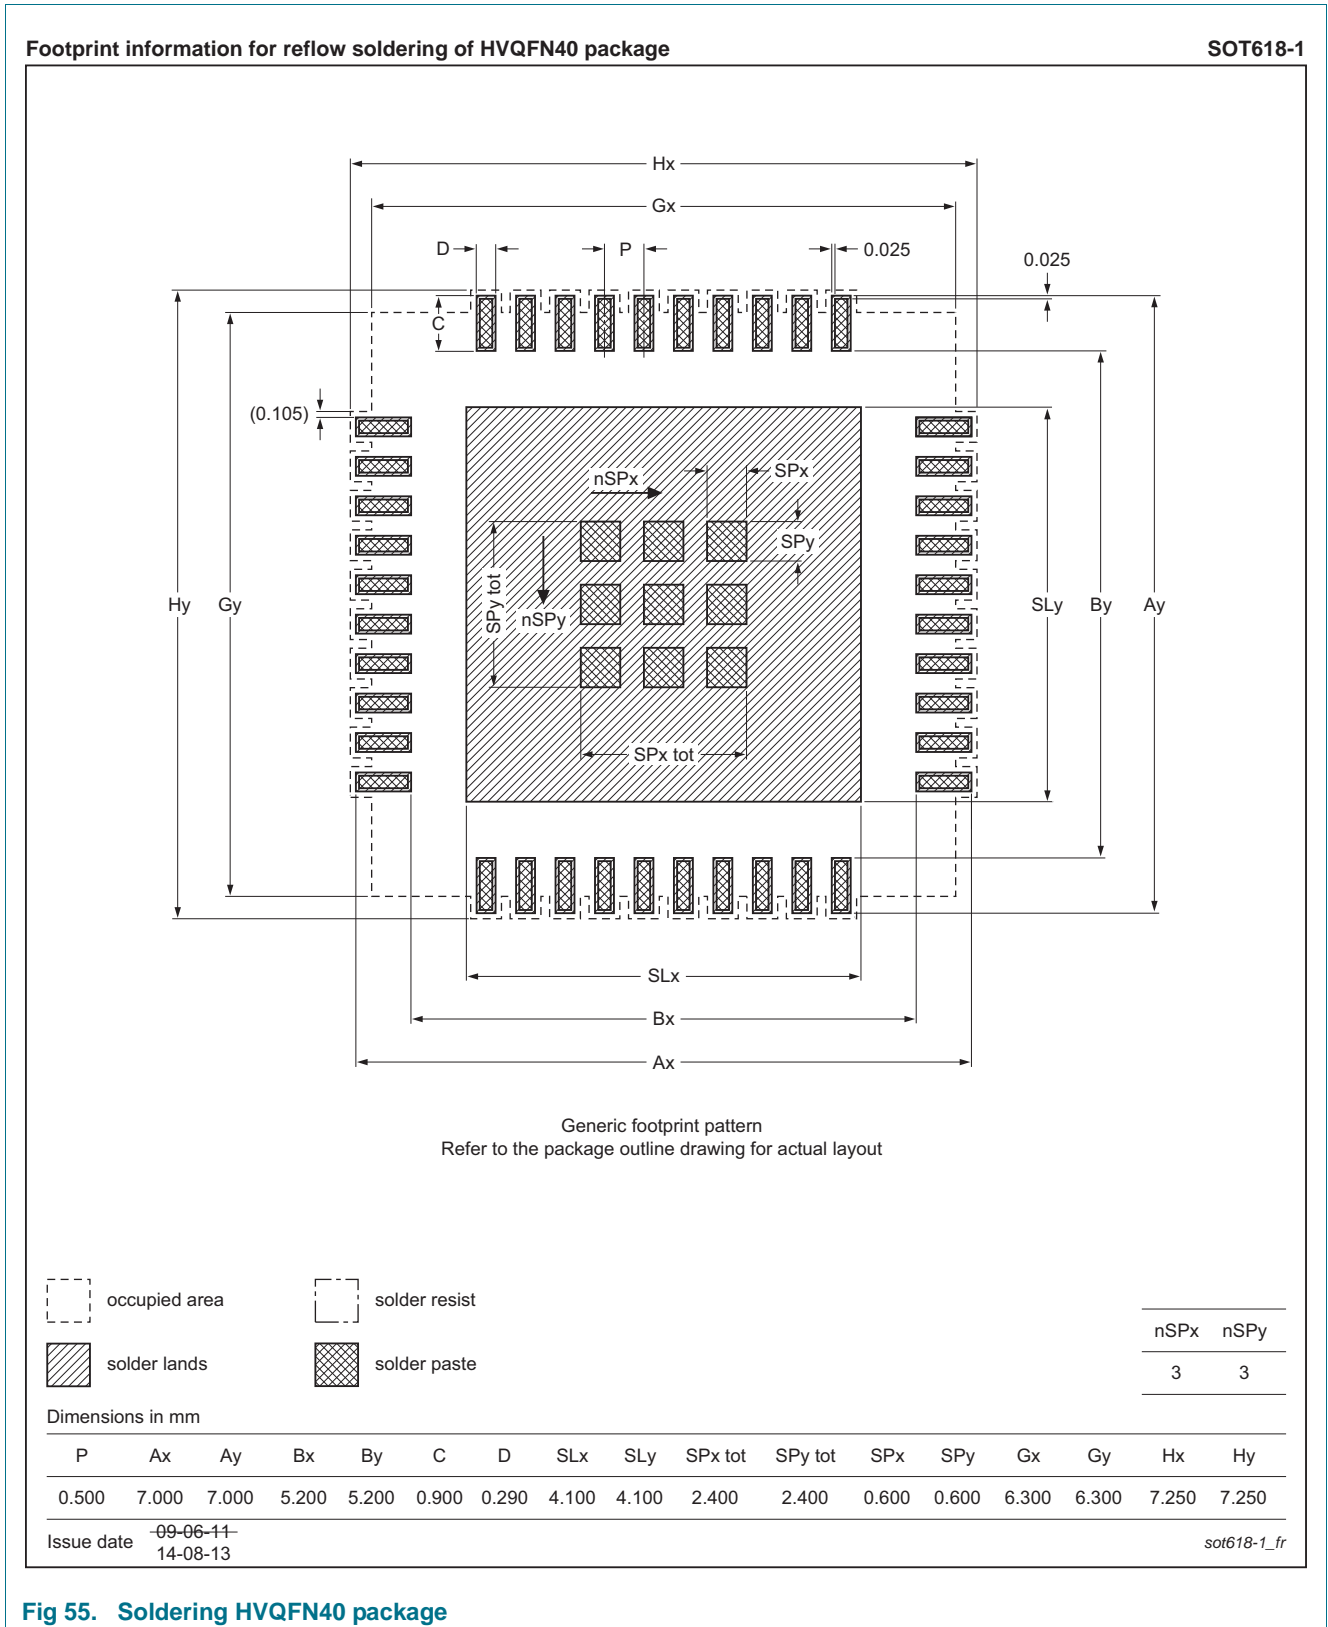 Footprint information for reflow soldering of HVQFN40 package SOT618-1
Hx
Gx
D P 0.025
0.025
C
(0.105)
SPx
nSPx
SPy
Hy Gy SPy tot nSPy SLy By Ay
SPx tot
SLx
Bx
Ax
Generic footprint pattern
Refer to the package outline drawing for actual layout
occupied area solder resist
solder lands solder paste
nSPx nSPy
3 3
Dimensions in mm
P Ax Ay Bx By C D SLx SLy SPx tot SPy tot SPx SPy Gx Gy Hx Hy
0.500 7.000 7.000 5.200 5.200 0.900 0.290 4.100 4.100 2.400 2.400 0.600 0.600 6.300 6.300 7.250 7.250
Issue date 09-06-11
14-08-13
sot618-1_fr
Fig 55. Soldering HVQFN40 package